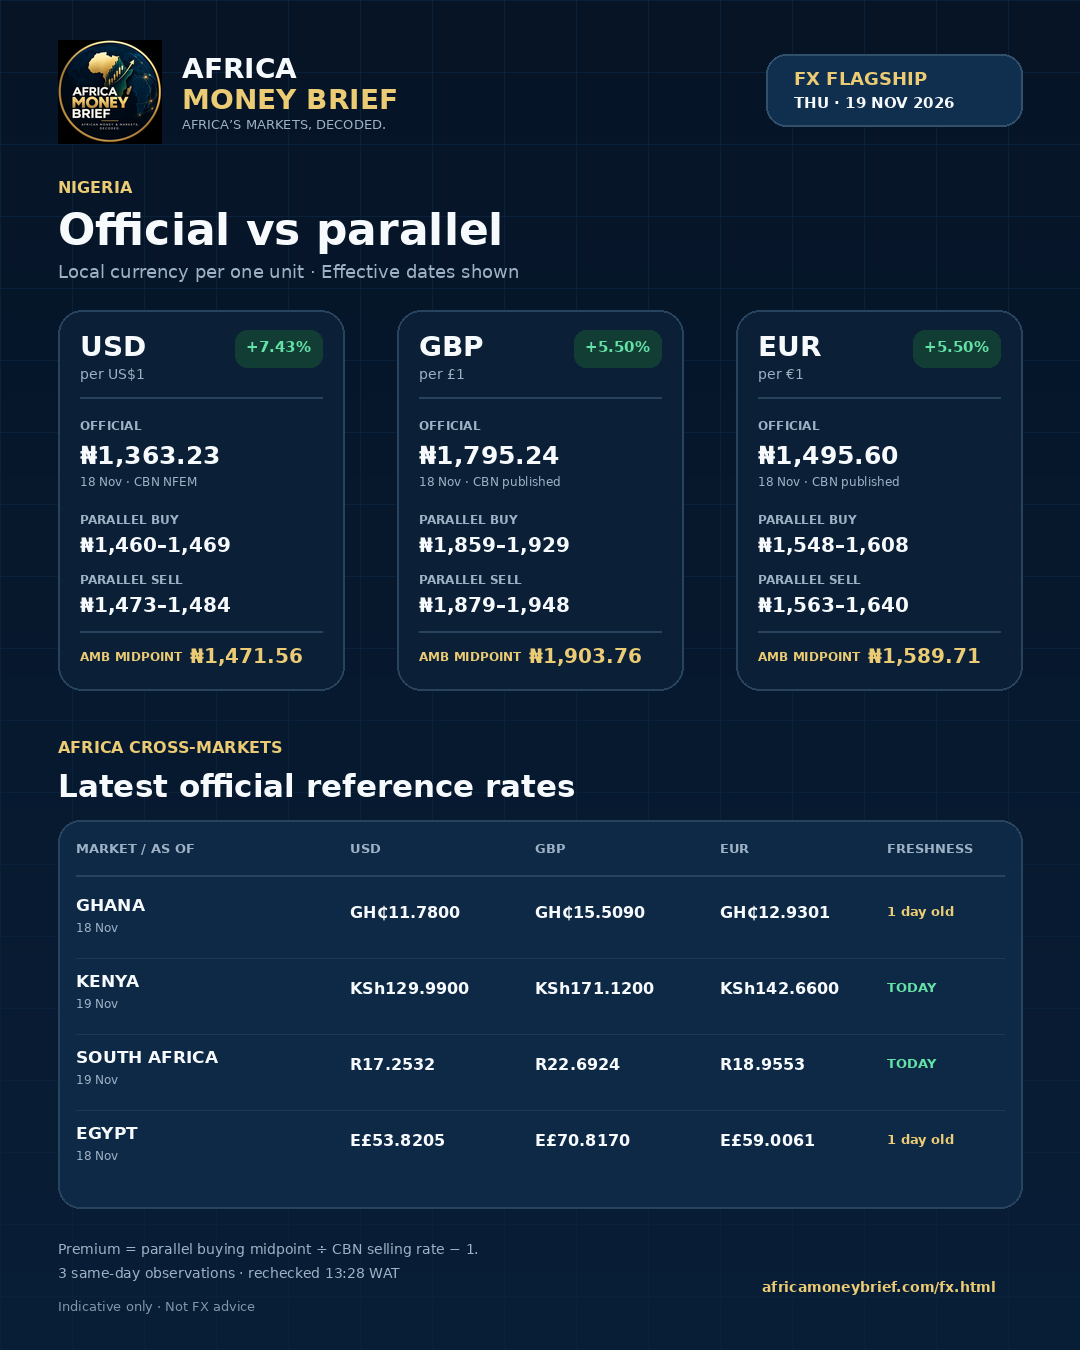 AFRICA
MONEY
BRIEF
AFRICAN MONEY & MARKETS
DECODED
AFRICA
MONEY BRIEF
AFRICA’S MARKETS, DECODED.
FX FLAGSHIP
THU · 19 NOV 2026
NIGERIA
Official vs parallel
Local currency per one unit · Effective dates shown
USD
+7.43%
per US$1
OFFICIAL
₦1,363.23
18 Nov · CBN NFEM
PARALLEL BUY
₦1,460–1,469
PARALLEL SELL
₦1,473–1,484
AMB MIDPOINT ₦1,471.56
GBP
+5.50%
per £1
OFFICIAL
₦1,795.24
18 Nov · CBN published
PARALLEL BUY
₦1,859–1,929
PARALLEL SELL
₦1,879–1,948
AMB MIDPOINT ₦1,903.76
EUR
+5.50%
per €1
OFFICIAL
₦1,495.60
18 Nov · CBN published
PARALLEL BUY
₦1,548–1,608
PARALLEL SELL
₦1,563–1,640
AMB MIDPOINT ₦1,589.71
AFRICA CROSS-MARKETS
Latest official reference rates
MARKET / AS OF USD GBP EUR FRESHNESS
GHANA GH₵11.7800 GH₵15.5090 GH₵12.9301 1 day old
18 Nov
KENYA KSh129.9900 KSh171.1200 KSh142.6600 TODAY
19 Nov
SOUTH AFRICA R17.2532 R22.6924 R18.9553 TODAY
19 Nov
EGYPT E£53.8205 E£70.8170 E£59.0061 1 day old
18 Nov
Premium = parallel buying midpoint ÷ CBN selling rate − 1.
3 same-day observations · rechecked 13:28 WAT
africamoneybrief.com/fx.html
Indicative only · Not FX advice